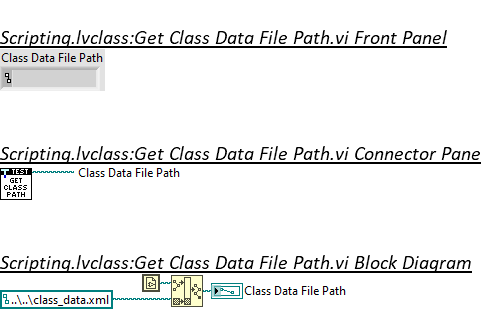 Scripting.lvclass:Get Class Data File Path.vi Front Panel
Class Data File Path
Scripting.lvclass:Get Class Data File Path.vi Connector Pane
TEST
GET
CLASS
PATH
Class Data File Path
Scripting.lvclass:Get Class Data File Path.vi Block Diagram
..\..\class_data.xml
Class Data File Path